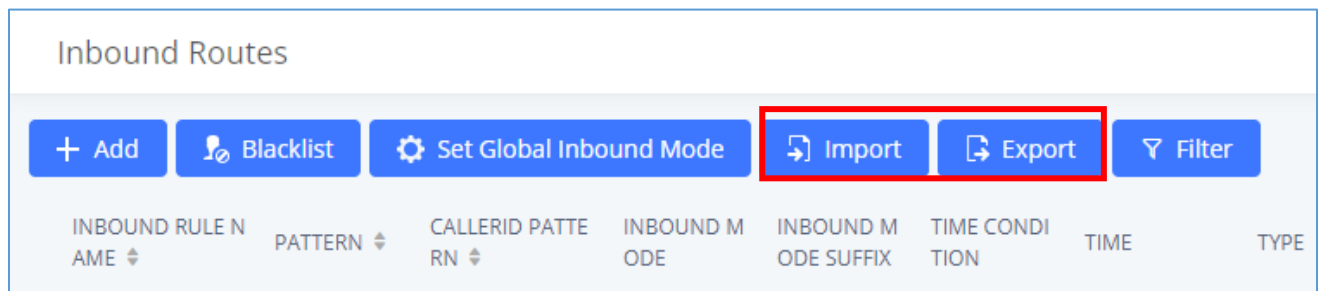 Inbound Routes
+ Add Blacklist Set Global Inbound Mode Import Export Filter
INBOUND RULE N CALLERID PATTE INBOUND M INBOUND M TIME CONDI
AME PATTERN RN ODE ODE SUFFIX TION TIME TYPE